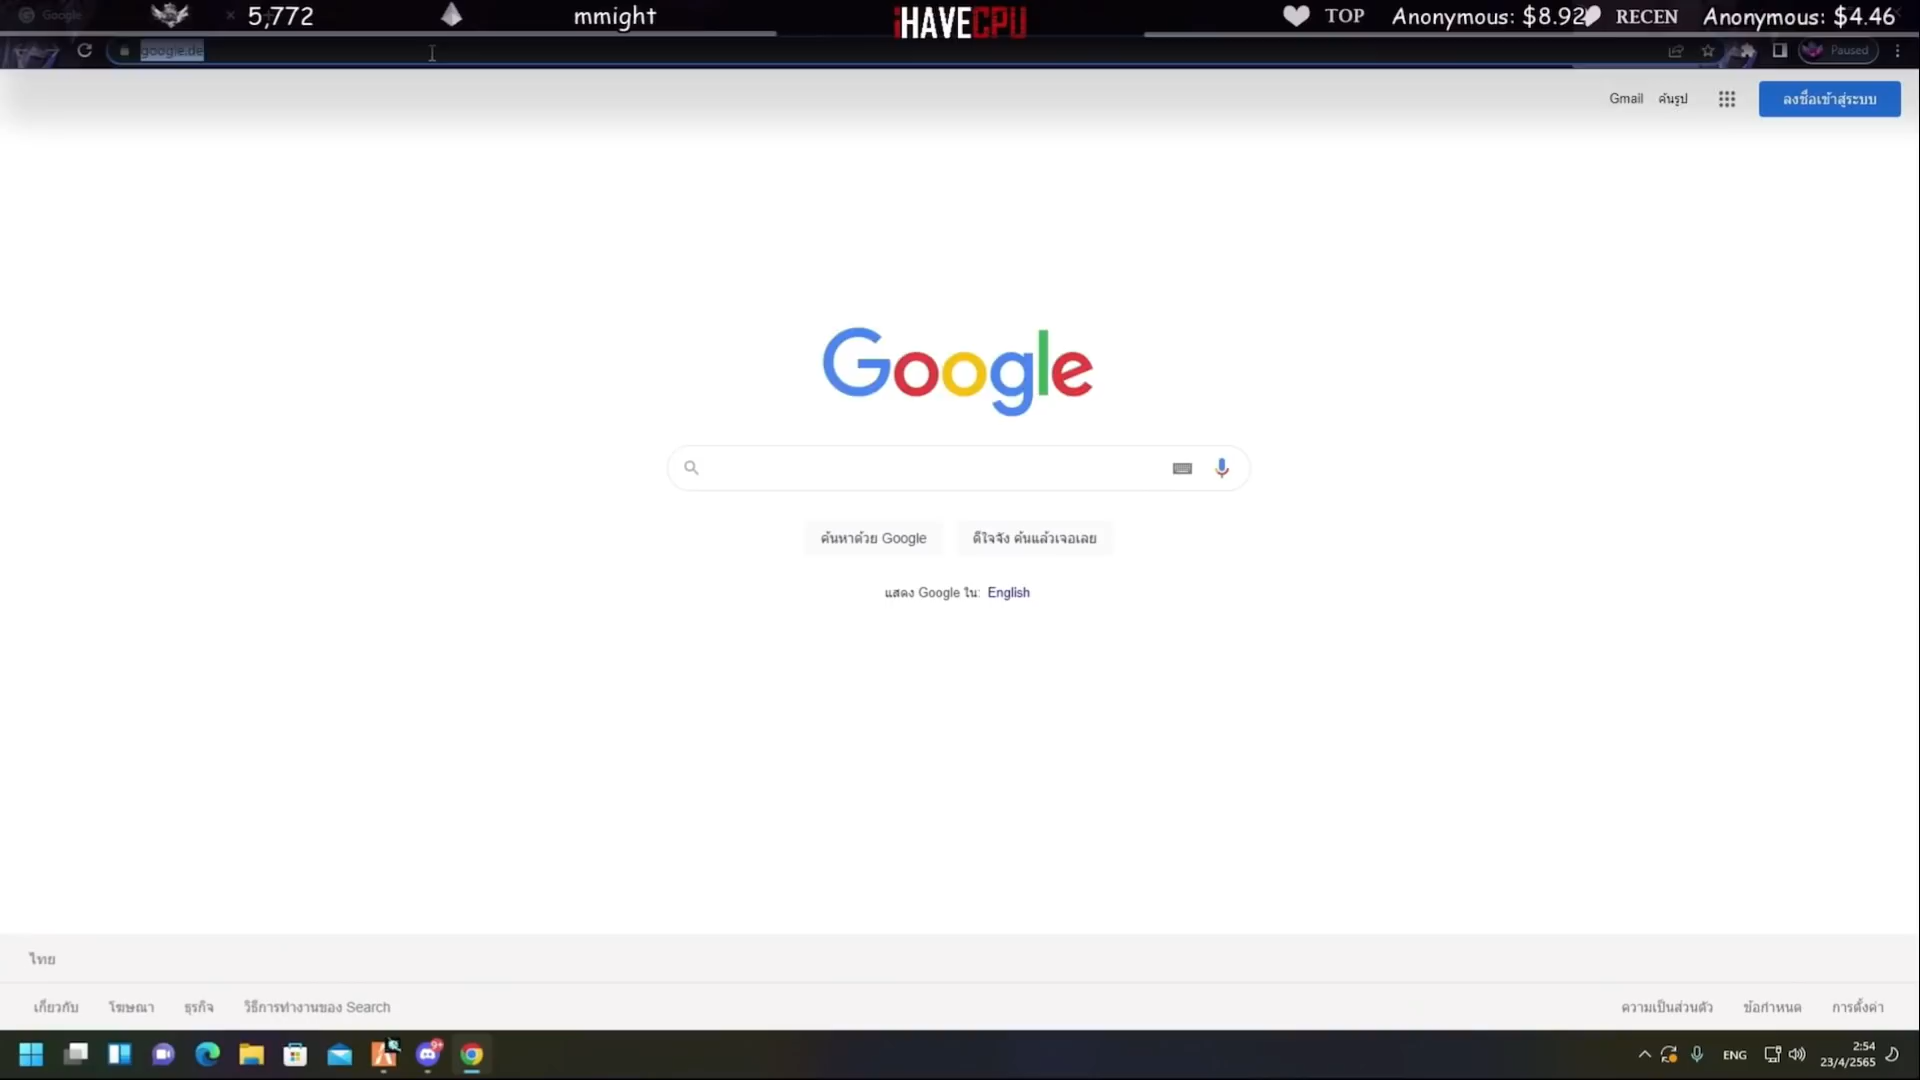 Google
5,772
mmight
iHAVECPU
TOP
Anonymous: $8.92
RECEN
Anonymous: $4.46
google.de
Paused
Gmail
ค้นรูป
ลงชื่อเข้าสู่ระบบ
Google
ค้นหาด้วย Google
ดีใจจัง ค้นแล้วเจอเลย
แสดง Google ใน: English
ไทย
เกี่ยวกับ
โฆษณา
ธุรกิจ
วิธีการทำงานของ Search
ความเป็นส่วนตัว
ข้อกำหนด
การตั้งค่า
9+
ENG
2:54
23/4/2565